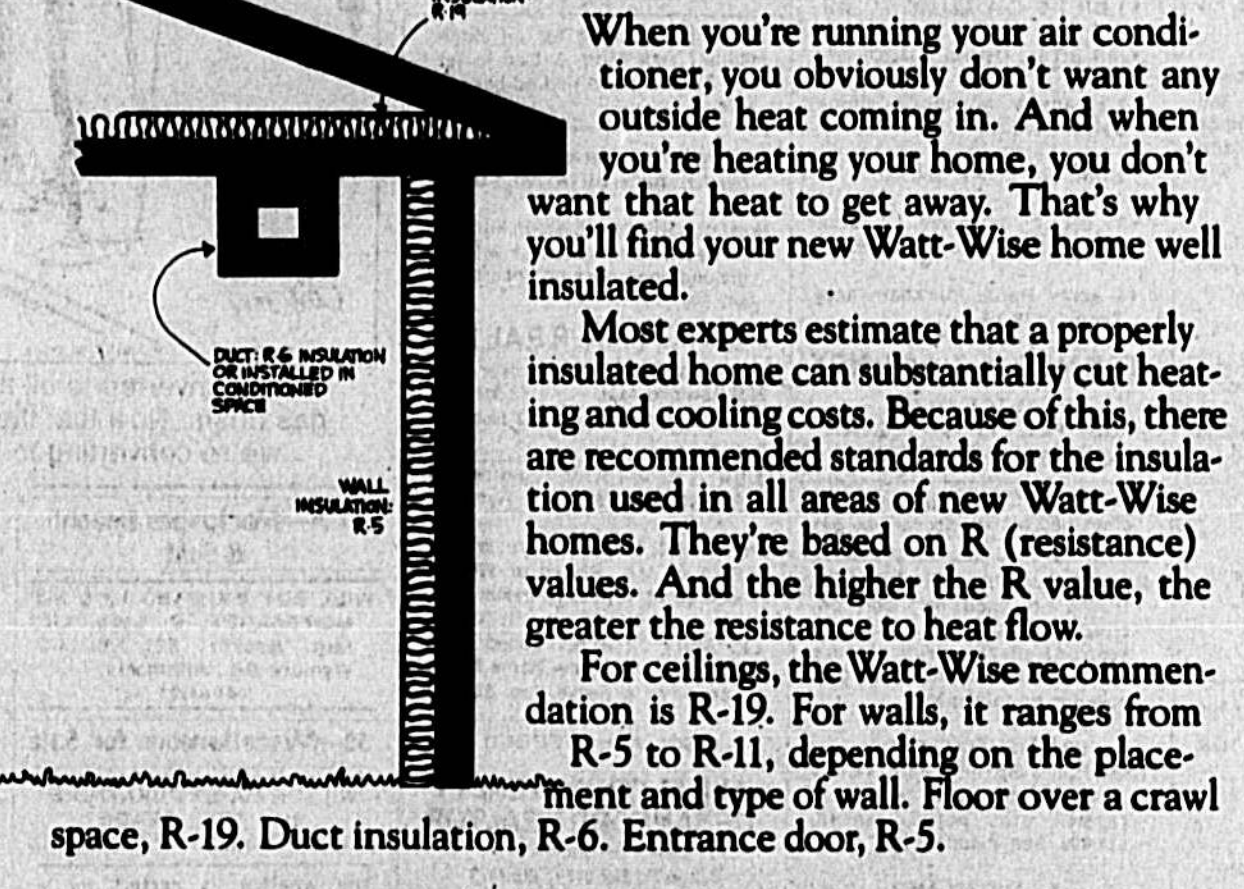 R-19
When you're running your air condi-
tioner, you obviously don't want any
outside heat coming in. And when
you're heating your home, you don't
want that heat to get away. That's why
you'll find your new Watt-Wise home well
insulated.
Most experts estimate that a properly
insulated home can substantially cut heat-
ing and cooling costs. Because of this, there
are recommended standards for the insula-
tion used in all areas of new Watt-Wise
homes. They're based on R (resistance)
values. And the higher the R value, the
greater the resistance to heat flow.
For ceilings, the Watt-Wise recommen-
dation is R-19. For walls, it ranges from
R-5 to R-11, depending on the place-
ment and type of wall. Floor over a crawl
space, R-19. Duct insulation, R-6. Entrance door, R-5.
DUCT: R-6 INSULATION
OR INSTALLED IN
CONDITIONED
SPACE
WALL
INSULATION:
R-5